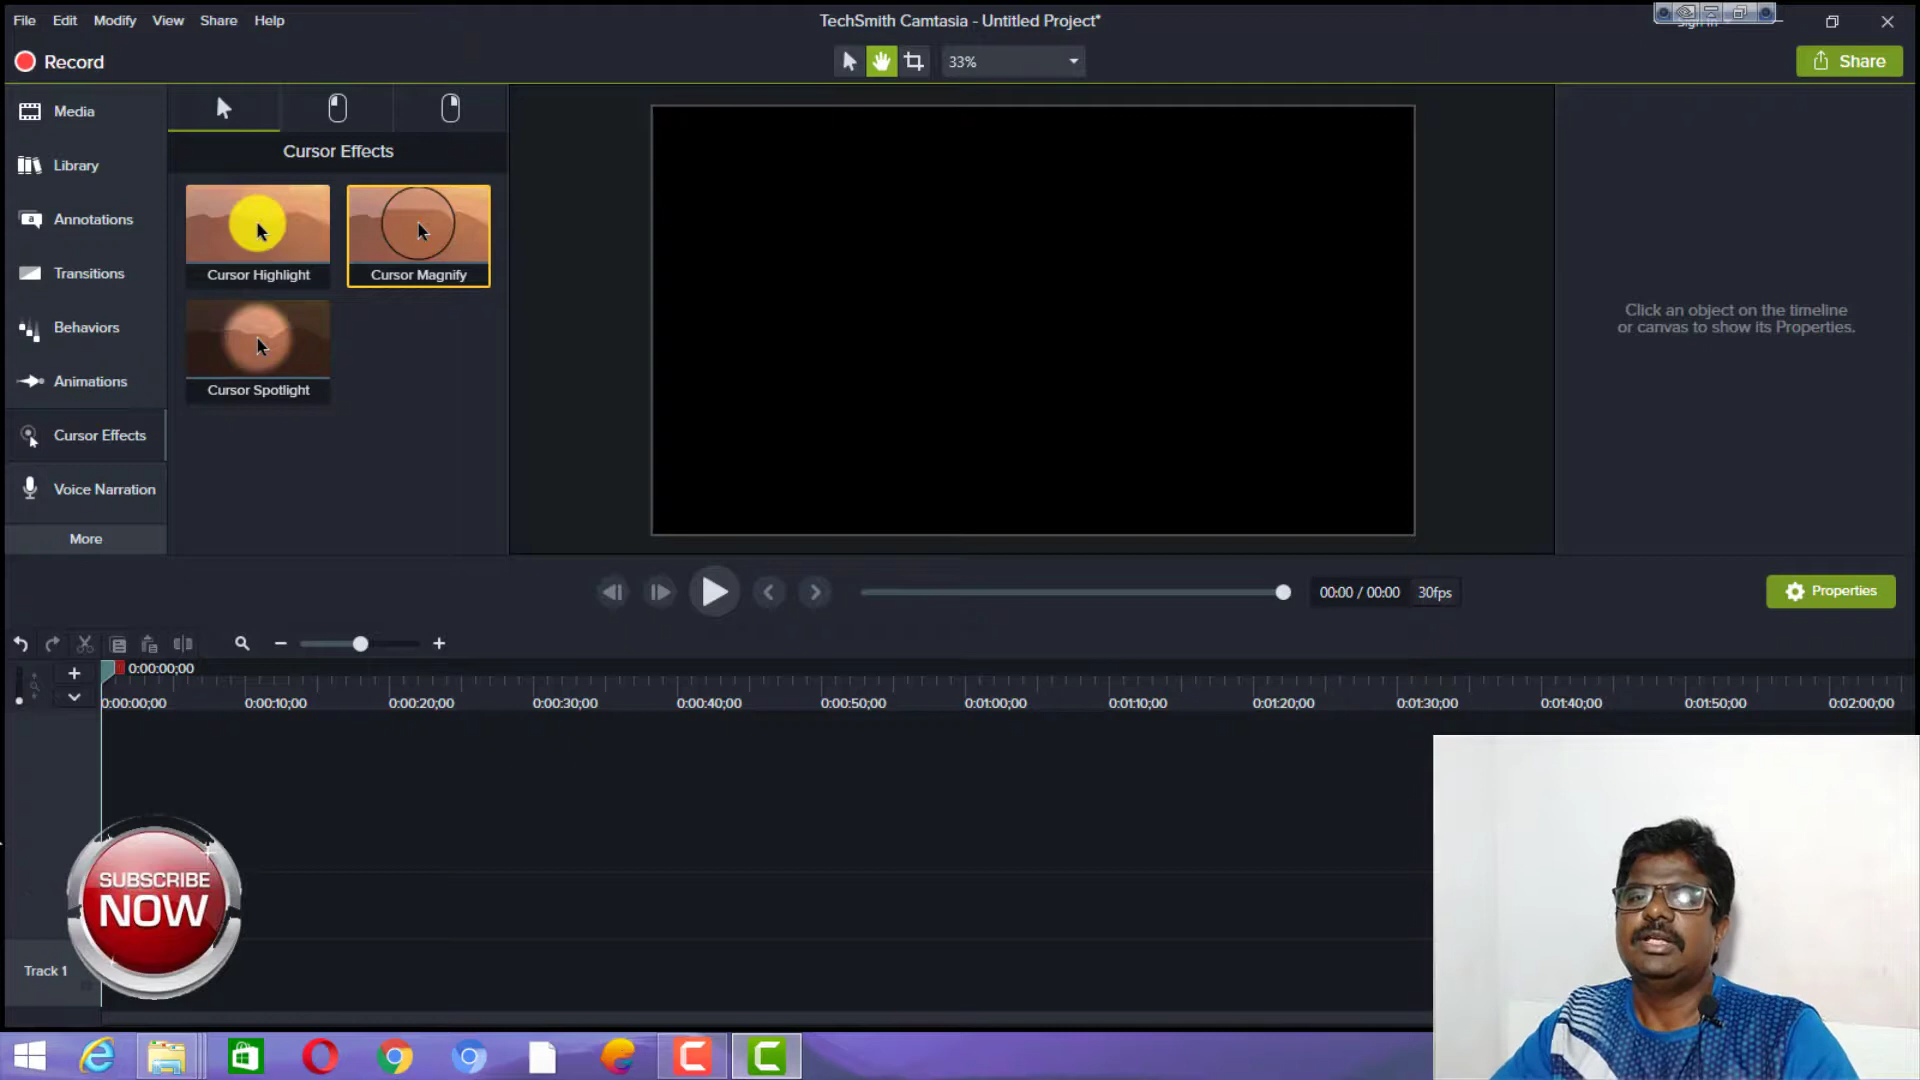 File Edit Modify View Share Help
TechSmith Camtasia - Untitled Project*
Record
33%
Share
Media
Library
Annotations
Transitions
Behaviors
Animations
Cursor Effects
Voice Narration
More
Cursor Effects
Cursor Highlight
Cursor Magnify
Cursor Spotlight
Click an object on the timeline
or canvas to show its Properties.
00:00 / 00:00
30fps
Properties
0:00:00;00
0:00:00;00 0:00:10;00 0:00:20;00 0:00:30;00 0:00:40;00 0:00:50;00 0:01:00;00 0:01:10;00 0:01:20;00 0:01:30;00 0:01:40;00 0:01:50;00 0:02:00;00
SUBSCRIBE
NOW
Track 1